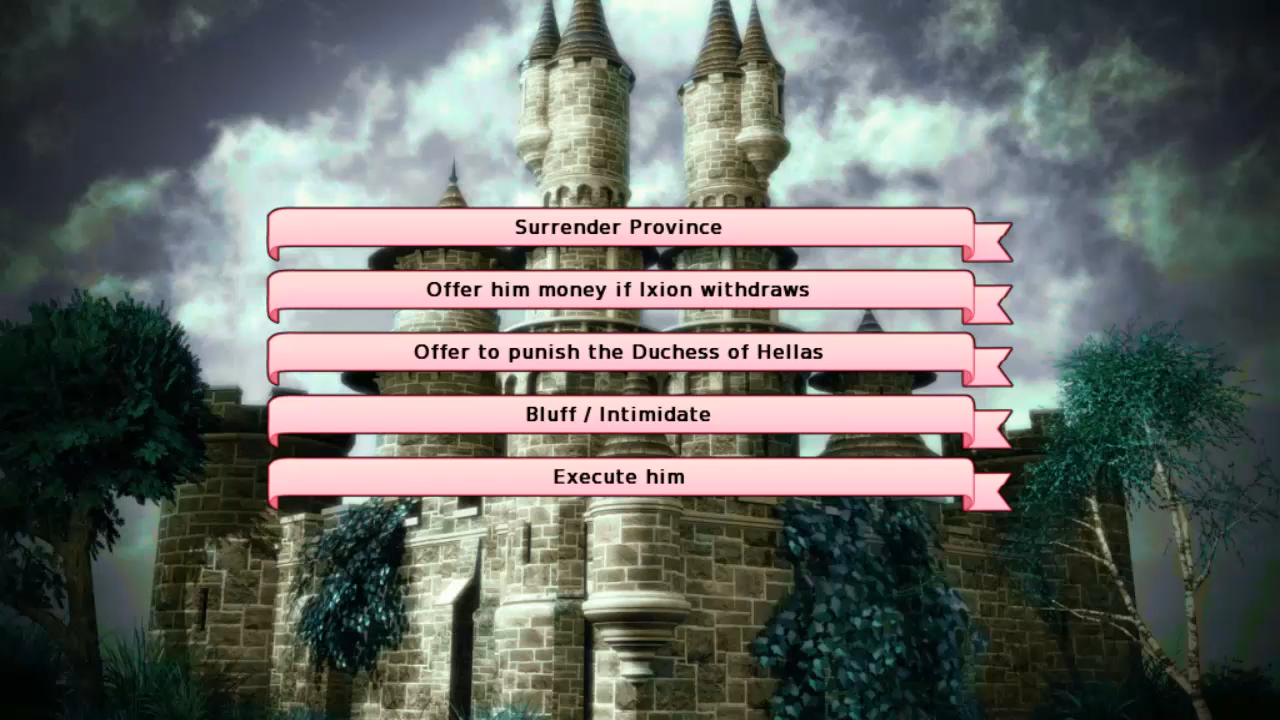 Surrender Province
Offer him money if Ixion withdraws
Offer to punish the Duchess of Hellas
Bluff / Intimidate
Execute him